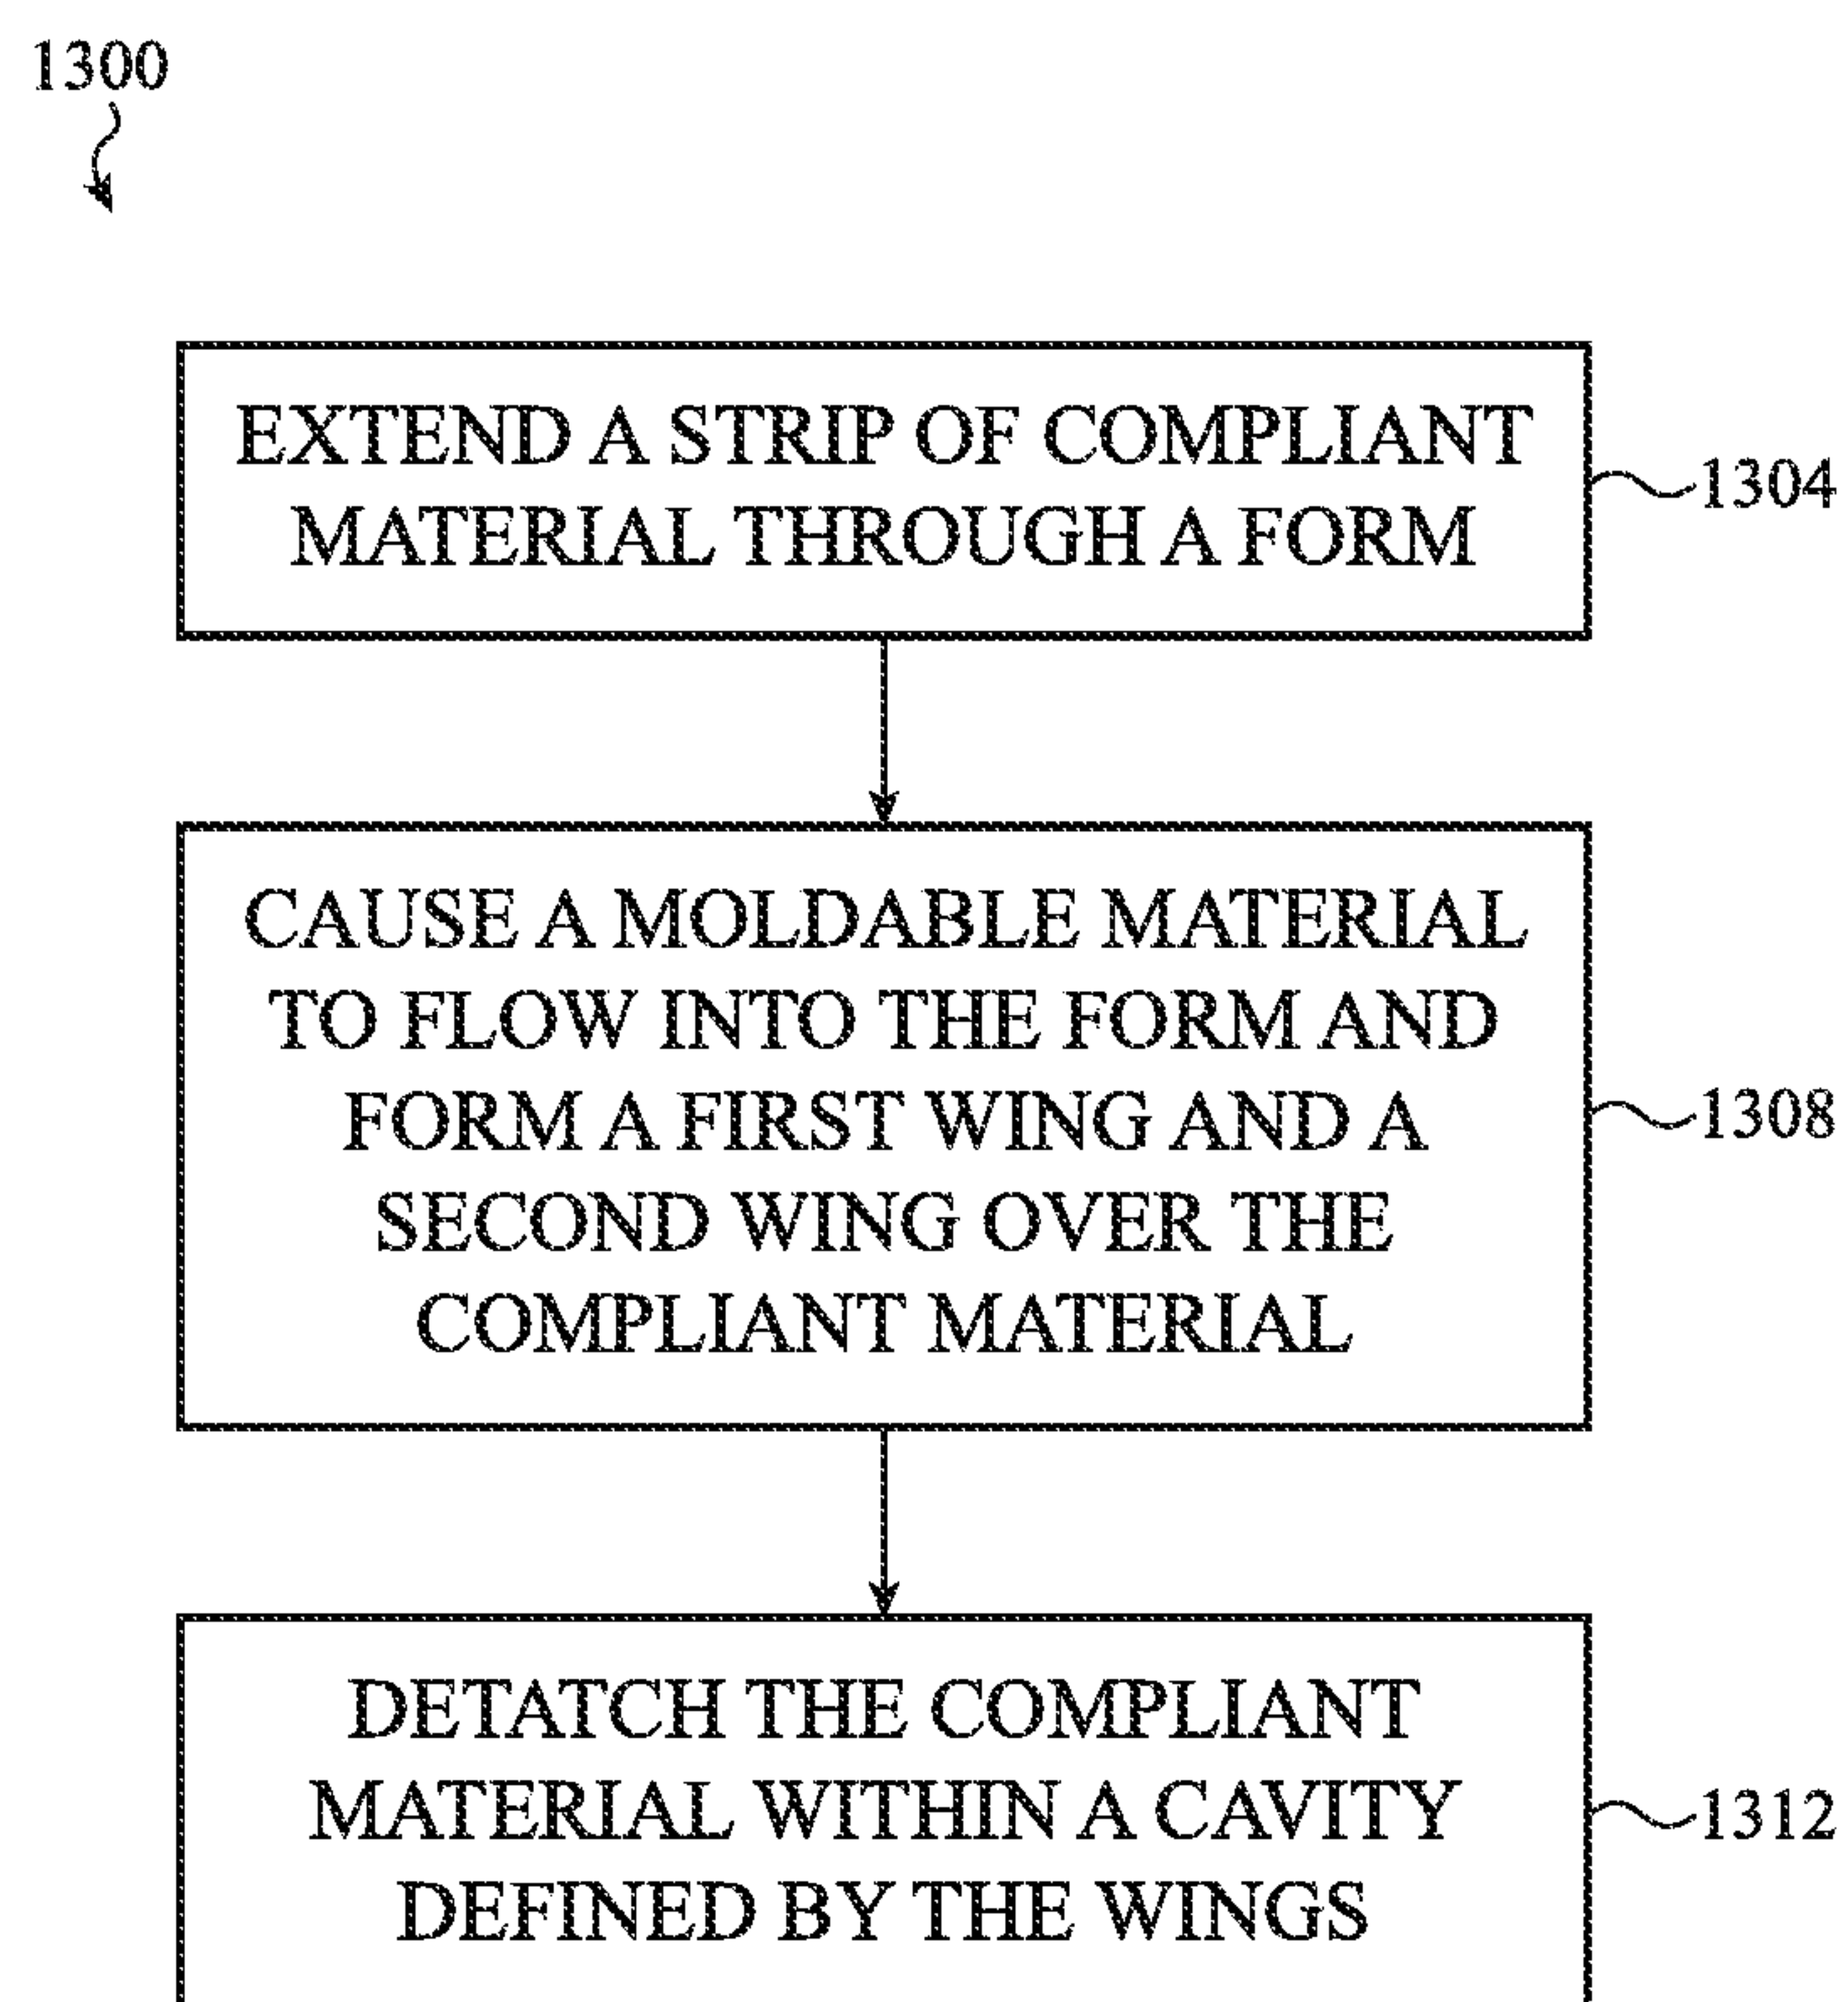 1300
EXTEND A STRIP OF COMPLIANT
MATERIAL THROUGH A FORM
1304
CAUSE A MOLDABLE MATERIAL
TO FLOW INTO THE FORM AND
FORM A FIRST WING AND A
SECOND WING OVER THE
COMPLIANT MATERIAL
1308
DETATCH THE COMPLIANT
MATERIAL WITHIN A CAVITY
DEFINED BY THE WINGS
1312